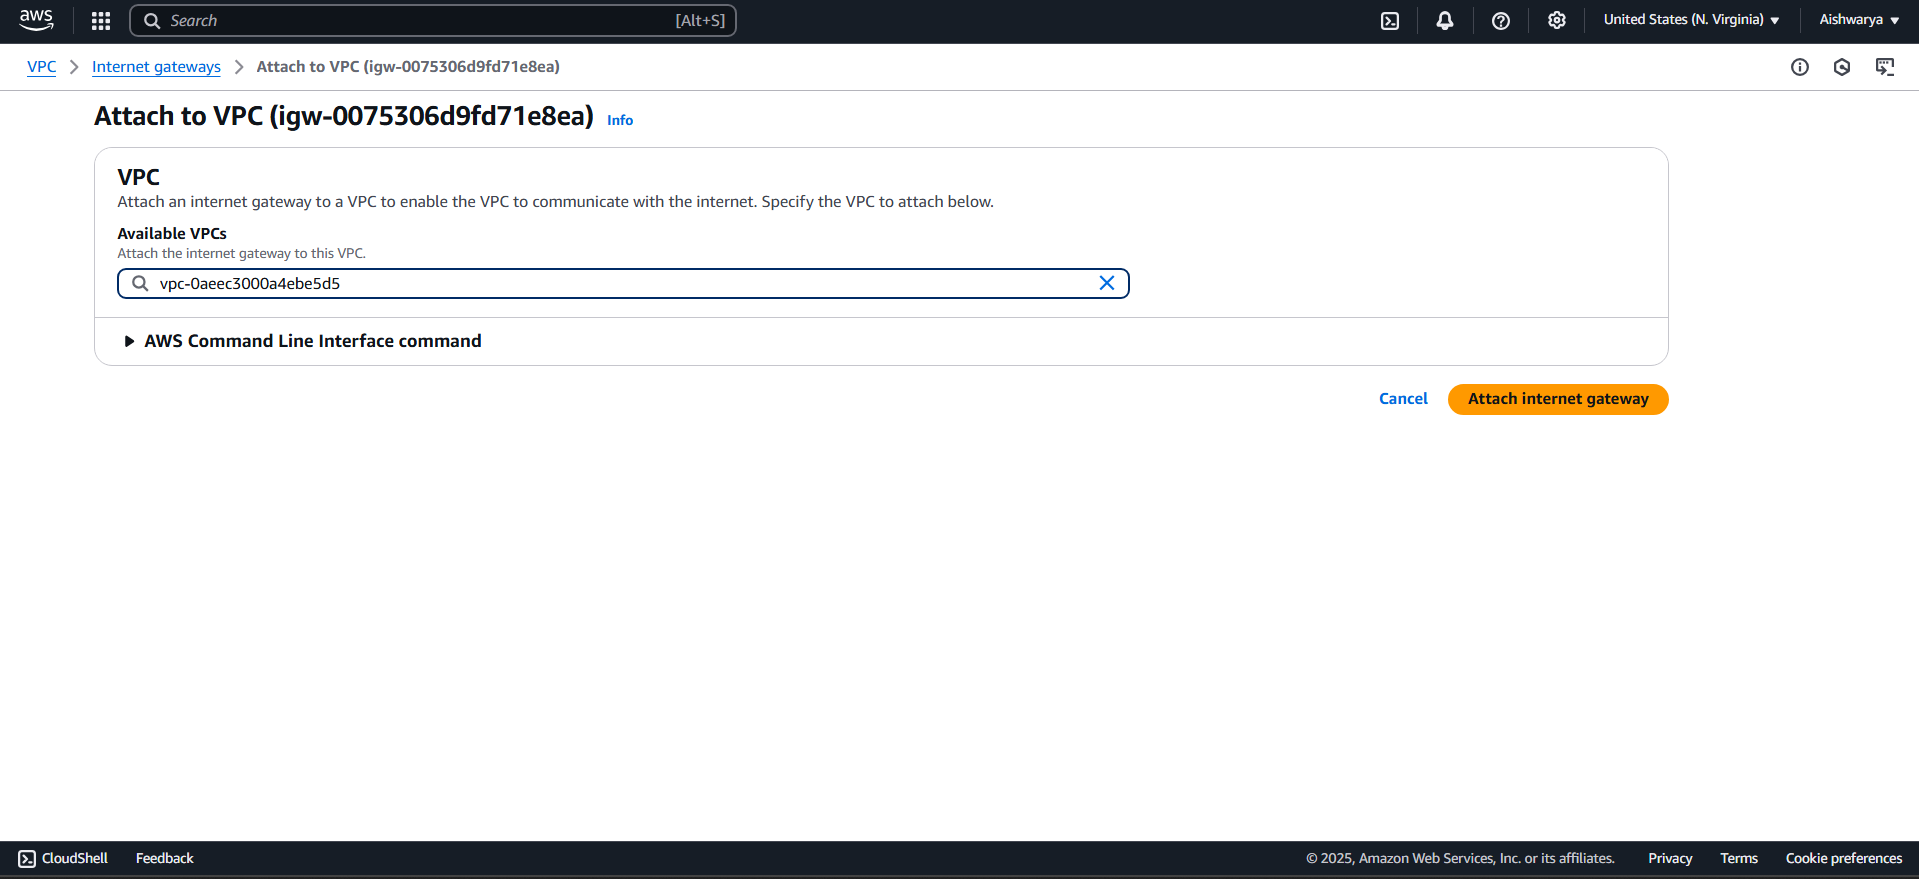 aws Search [Alt+S] United States (N. Virginia) Aishwarya
VPC Internet gateways Attach to VPC (igw-0075306d9fd71e8ea)
Attach to VPC (igw-0075306d9fd71e8ea) Info
VPC
Attach an internet gateway to a VPC to enable the VPC to communicate with the internet. Specify the VPC to attach below.
Available VPCs
Attach the internet gateway to this VPC.
vpc-0aeec3000a4ebe5d5
AWS Command Line Interface command
Cancel Attach internet gateway
CloudShell Feedback © 2025, Amazon Web Services, Inc. or its affiliates. Privacy Terms Cookie preferences